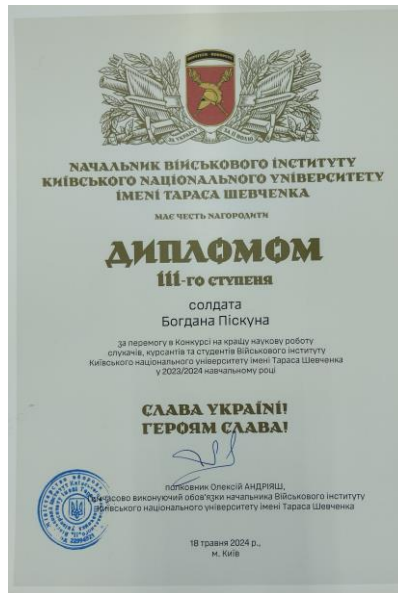 НАЧАЛЬНИК ВІЙСЬКОВОГО ІНСТИТУТУ
КИЇВСЬКОГО НАЦІОНАЛЬНОГО УНІВЕРСИТЕТУ
ІМЕНІ ТАРАСА ШЕВЧЕНКА
МАЄ ЧЕСТЬ НАГОРОДИТИ
ДИПЛОМОМ
III-ГО СТУПЕНЯ
солдата
Богдана Піскуна
за перемогу в Конкурсі на кращу наукову роботу
слухачів, курсантів та студентів Військового інституту
Київського національного університету імені Тараса Шевченка
у 2023/2024 навчальному році
СЛАВА УКРАЇНІ!
ГЕРОЯМ СЛАВА!
полковник Олексій АНДРІЯШ,
Тимчасово виконуючий обов'язки начальника Військового інституту
Київського національного університету імені Тараса Шевченка
18 травня 2024 р.,
м. Київ